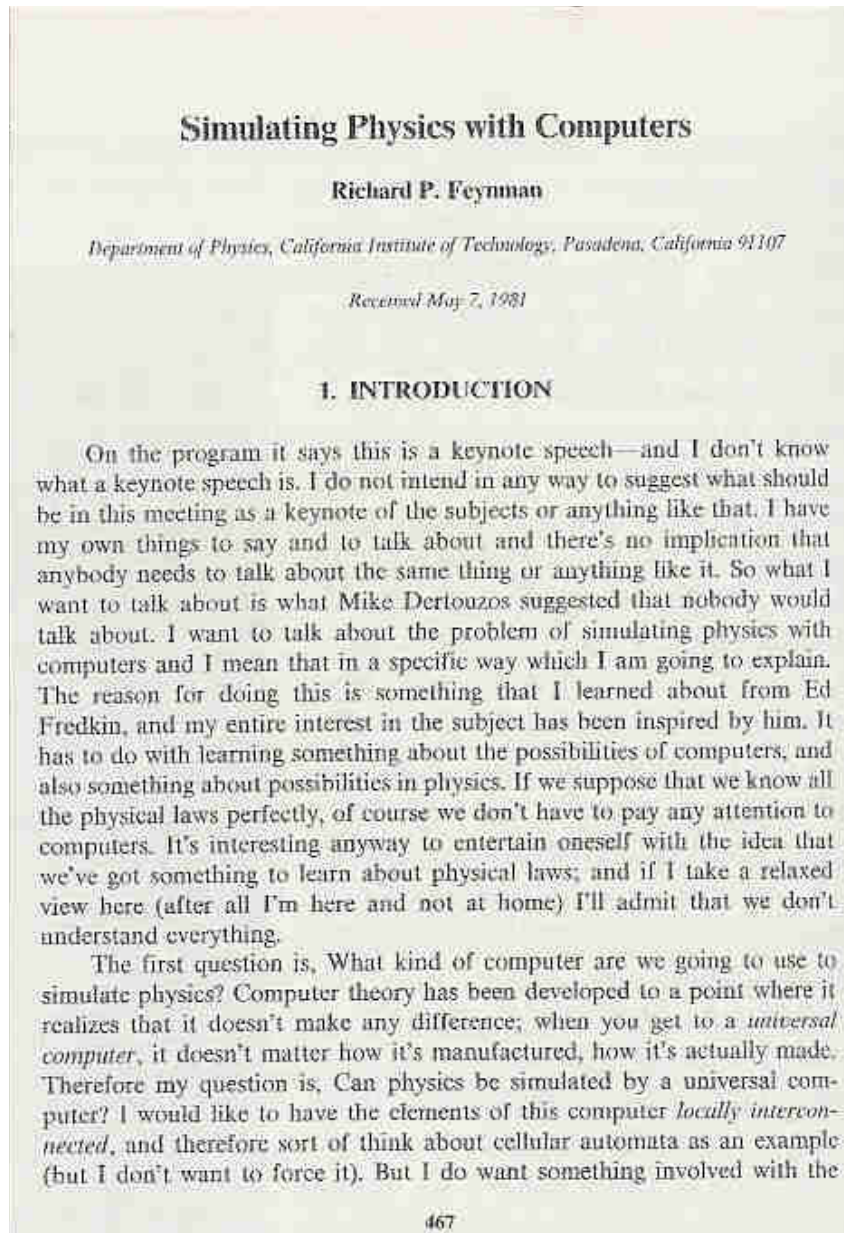 Simulating Physics with Computers
Richard P. Feynman
Department of Physics, California Institute of Technology, Pasadena, California 91107
Received May 7, 1981
1. INTRODUCTION
On the program it says this is a keynote speech—and I don't know
what a keynote speech is. I do not intend in any way to suggest what should
be in this meeting as a keynote of the subjects or anything like that. I have
my own things to say and to talk about and there's no implication that
anybody needs to talk about the same thing or anything like it. So what I
want to talk about is what Mike Dertouzos suggested that nobody would
talk about. I want to talk about the problem of simulating physics with
computers and I mean that in a specific way which I am going to explain.
The reason for doing this is something that I learned about from Ed
Fredkin, and my entire interest in the subject has been inspired by him. It
has to do with learning something about the possibilities of computers, and
also something about possibilities in physics. If we suppose that we know all
the physical laws perfectly, of course we don't have to pay any attention to
computers. It's interesting anyway to entertain oneself with the idea that
we've got something to learn about physical laws; and if I take a relaxed
view here (after all I'm here and not at home) I'll admit that we don't
understand everything.
The first question is, What kind of computer are we going to use to
simulate physics? Computer theory has been developed to a point where it
realizes that it doesn't make any difference; when you get to a universal
computer, it doesn't matter how it's manufactured, how it's actually made.
Therefore my question is, Can physics be simulated by a universal com-
puter? I would like to have the elements of this computer locally intercon-
nected, and therefore sort of think about cellular automata as an example
(but I don't want to force it). But I do want something involved with the
467